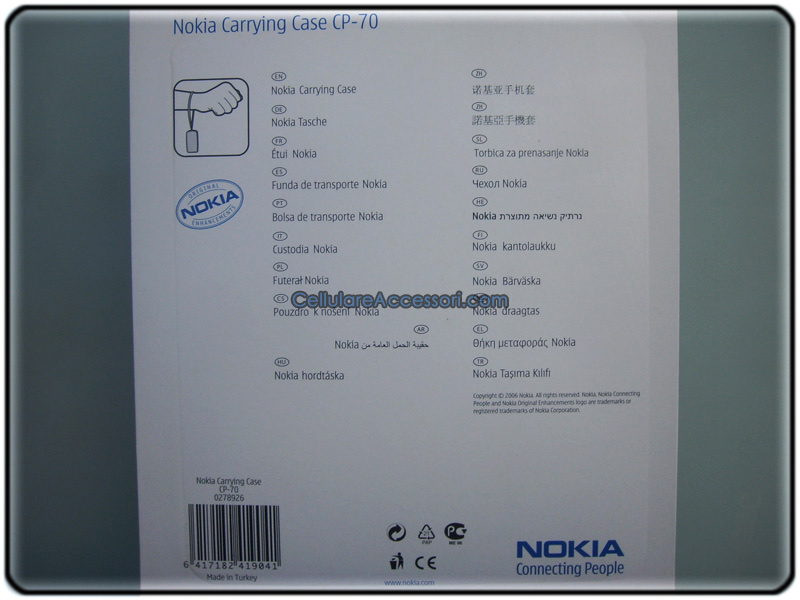 Nokia Carrying Case CP-70
EN
Nokia Carrying Case
DE
Nokia Tasche
FR
Étui Nokia
ES
Funda de transporte Nokia
PT
Bolsa de transporte Nokia
IT
Custodia Nokia
PL
Futerał Nokia
CS
Pouzdro k nošení Nokia
AR
حقيبة الحمل العامة من Nokia
HU
Nokia hordtáska
ZH
诺基亚手机套
ZH
諾基亞手機套
SL
Torbica za prenasanje Nokia
RU
Чехол Nokia
HE
נרתיק נשיאה מתוצרת Nokia
FI
Nokia kantolaukku
SV
Nokia Bärväska
Nokia draagtas
EL
Θήκη μεταφοράς Nokia
TR
Nokia Taşıma Kılıfı
Copyright © 2006 Nokia. All rights reserved. Nokia, Nokia Connecting
People and Nokia Original Enhancements logo are trademarks or
registered trademarks of Nokia Corporation.
ORIGINAL
NOKIA
ENHANCEMENTS
CellulareAccessori.com
Nokia Carrying Case
CP-70
0278926
6 417182 419041
Made in Turkey
PAP
CE
www.nokia.com
NOKIA
Connecting People